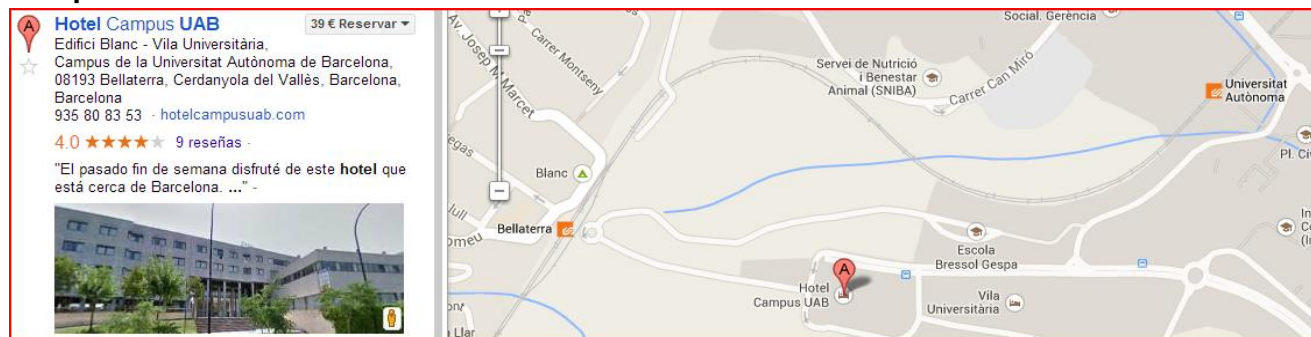 Hotel Campus UAB
39 € Reservar
Edifici Blanc - Vila Universitària,
Campus de la Universitat Autònoma de Barcelona,
08193 Bellaterra, Cerdanyola del Vallès, Barcelona,
Barcelona
935 80 83 53 · hotelcampusuab.com
4.0 9 reseñas ·
"El pasado fin de semana disfruté de este hotel que
está cerca de Barcelona. ..." -
A
Av. Josep M Marcet
Carrer Montseny
Social. Gerència
Servei de Nutrició
i Benestar
Animal (SNIBA)
Carrer Can Miró
Universitat
Autònoma
Blanc
Bellaterra
Escola
Bressol Gespa
A
Hotel
Campus UAB
Vila
Universitària
Llar